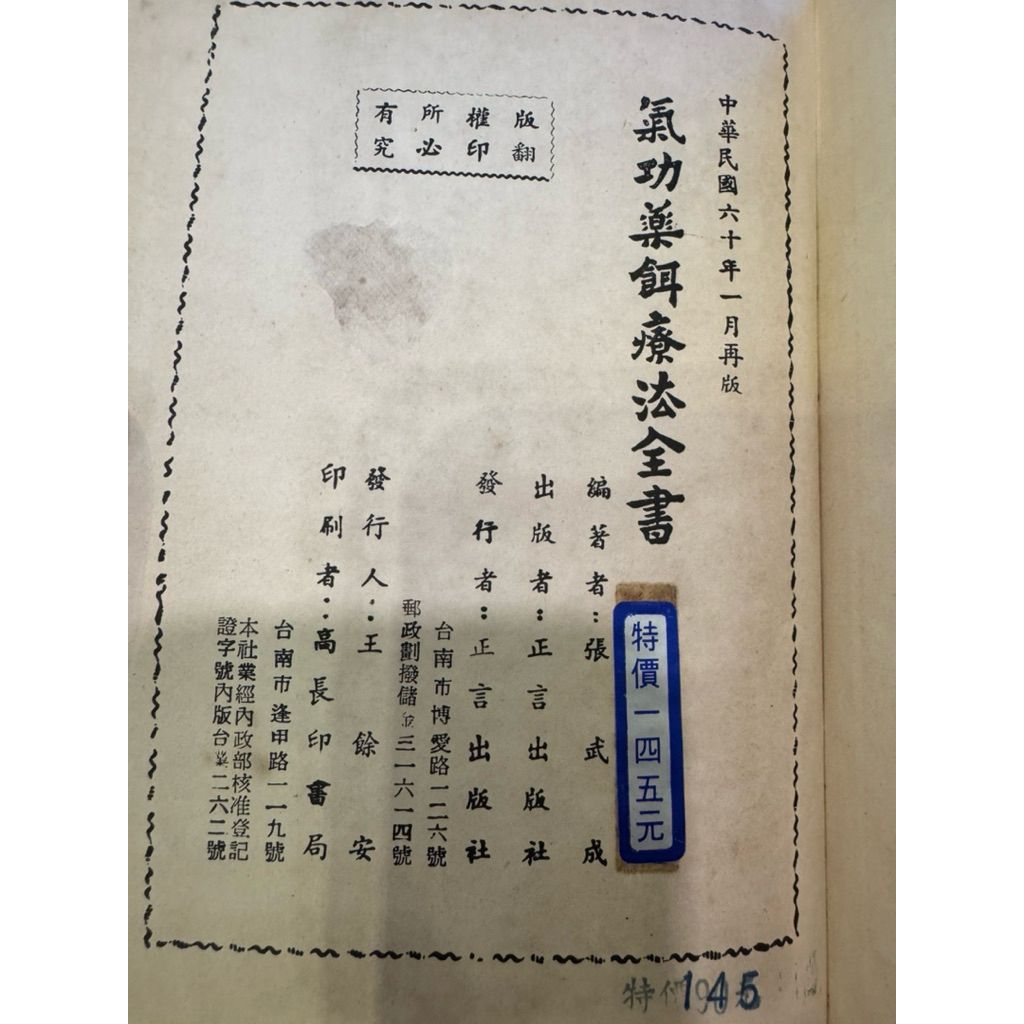 中華民國六十年一月再版
氣功藥餌療法全書
特價一四五元
版權所有
翻印必究
編著者：張武成
出版者：正言出版社
發行者：正言出版社
台南市博愛路一二六號
郵政劃撥儲 三一六一四號
發行人：王餘安
印刷者：高長印書局
台南市逢甲路一一九號
本社業經內政部核准登記
證字號內版台業二六二號
特價
145